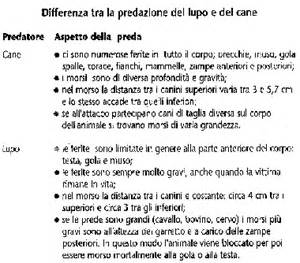 Differenza tra la predazione del lupo e del cane
Predatore Aspetto della preda
Cane • ci sono numerose ferite in tutto il corpo; orecchie, muso, gola
spalle, torace, fianchi, mammelle, zampe anteriori e posteriori;
• i morsi sono di diversa profondità e gravità;
• nel morso la distanza tra i canini superiori varia tra 3 e 5,7 cm
e lo stesso accade tra quelli inferiori;
• se all'attacco partecipano cani di taglia diversa sul corpo
dell'animale si trovano morsi di varia grandezza.
Lupo • le ferite sono limitate in genere alla parte anteriore del corpo:
testa, gola e muso;
• le ferite sono sempre molto gravi, anche quando la vittima
rimane in vita;
• nel morso la distanza tra i canini è costante: circa 4 cm tra i
superiori e circa 3 tra gli inferiori;
• se le prede sono grandi (cavallo, bovino, cervo) i morsi più
gravi sono all'altezza dei garretti e a carico delle zampe
posteriori. In questo modo l'animale viene bloccato per poi
essere morso mortalmente alla gola o alla testa.